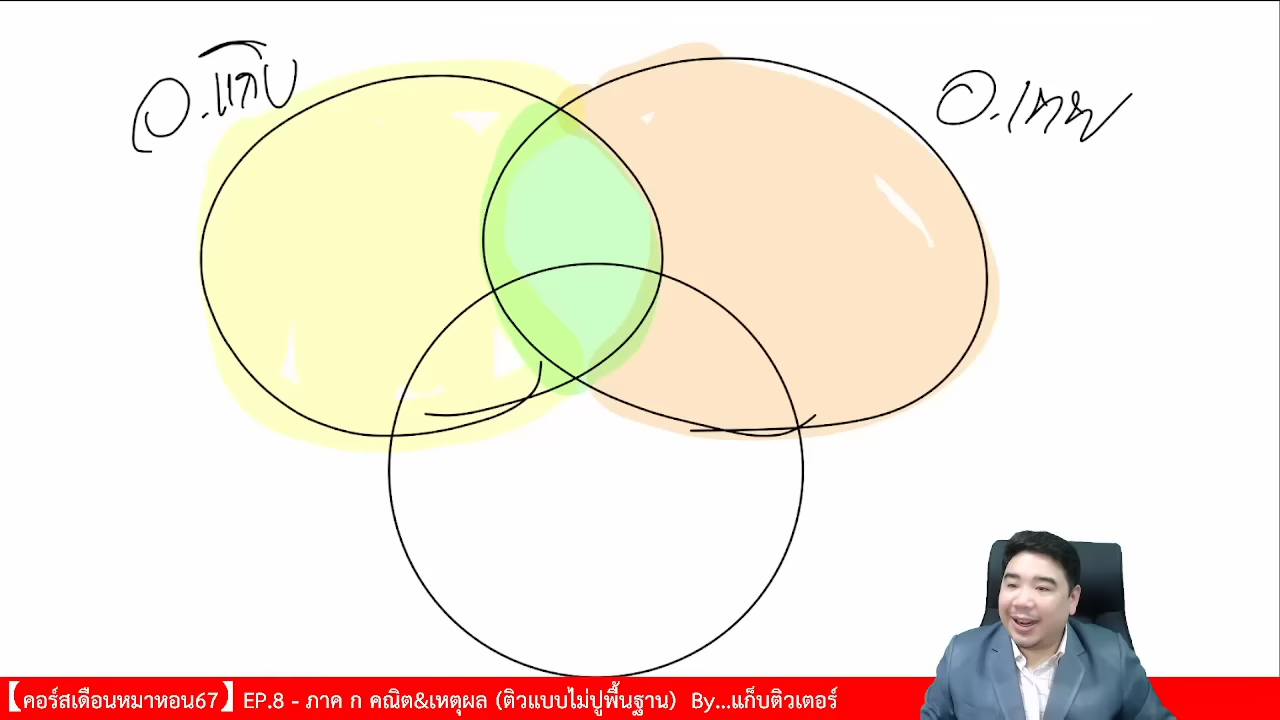 อ.แก๊บ
อ.เทพ
【คอร์สเดือนหมาหอน67】 EP.8 - ภาค ก คณิต&เหตุผล (ติวแบบไม่ปูพื้นฐาน) By...แก็บติวเตอร์